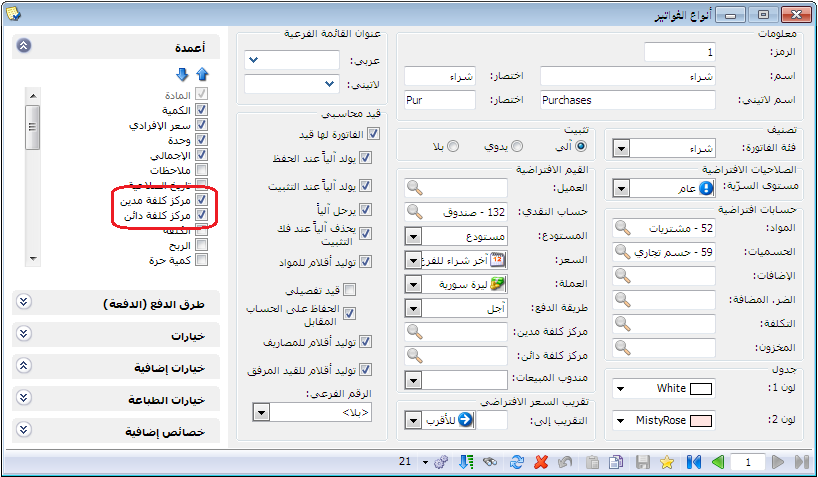 أنواع الفواتير
معلومات
الرمز: 1
اسم: شراء اختصار: شراء
اسم لاتيني: Purchases اختصار: Pur
تصنيف
فئة الفاتورة: شراء
تثبيت
آلي يدوي بلا
الصلاحيات الافتراضية
مستوى السرّية: عام
حسابات افتراضية
المواد: 52 - مشتريات
الحسميات: 59 - حسم تجاري
الإضافات:
الضر. المضافة:
التكلفة:
المخزون:
جدول
لون 1: White
لون 2: MistyRose
القيم الافتراضية
العميل:
حساب النقدي: 132 - صندوق
المستودع: مستودع
السعر: آخر شراء للفرع
العملة: ليرة سورية
طريقة الدفع: آجل
مركز كلفة مدين:
مركز كلفة دائن:
مندوب المبيعات:
تقريب السعر الافتراضي
التقريب إلى: للأقرب
عنوان القائمة الفرعية
عربي:
لاتيني:
قيد محاسبي
الفاتورة لها قيد
يولد آلياً عند الحفظ
يولد آلياً عند التثبيت
يرحل آلياً
يحذف آلياً عند فك
التثبيت
توليد أقلام للمواد
قيد تفصيلي
الحفاظ على الحساب
المقابل
توليد أقلام للمصاريف
توليد أقلام للقيد المرفق
الرقم الفرعي:
<بلا>
أعمدة
المادة
الكمية
سعر الإفرادي
وحدة
الإجمالي
ملاحظات
تاريخ الصلاحية
مركز كلفة مدين
مركز كلفة دائن
الكلفة
الربح
كمية حرة
طرق الدفع (الدفعة)
خيارات
خيارات إضافية
خيارات الطباعة
خصائص إضافية
1
21